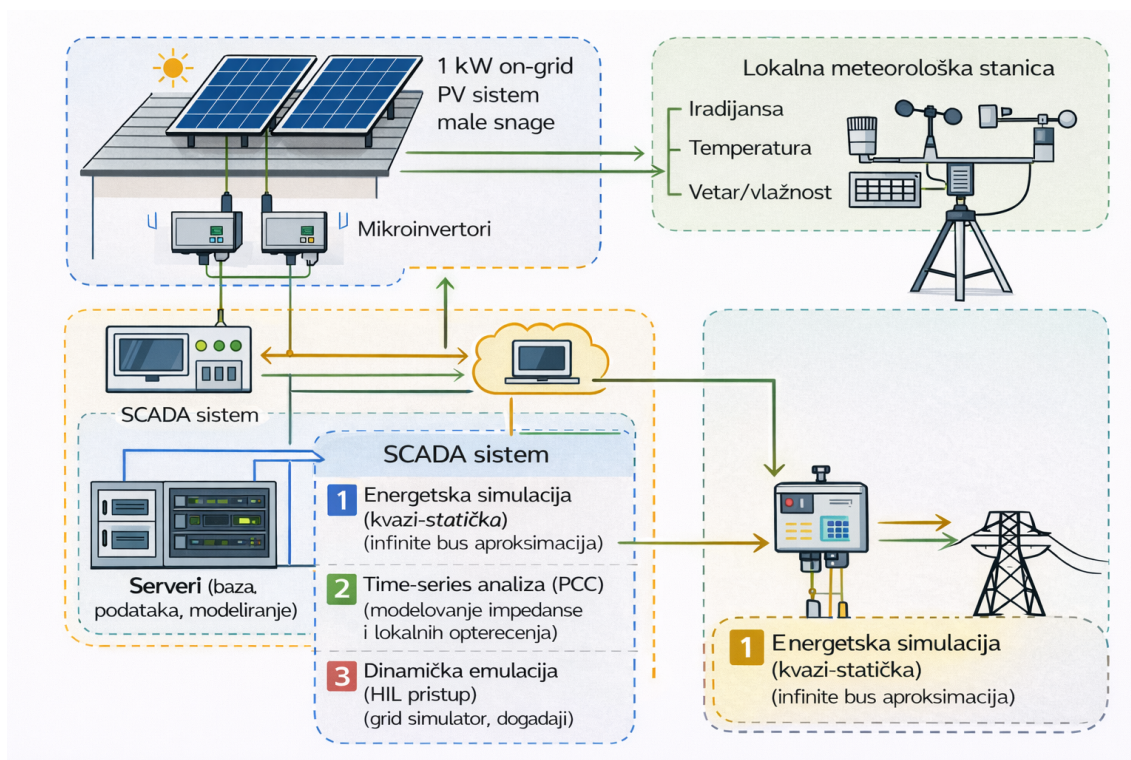 1 kW on-grid
PV sistem
male snage
Mikroinvertori
Lokalna meteorološka stanica
Iradijansa
Temperatura
Vetar/vlažnost
SCADA sistem
Serveri (baza,
podataka, modeliranje)
SCADA sistem
1 Energetska simulacija
(kvazi-statička)
(infinite bus aproksimacija)
2 Time-series analiza (PCC)
(modelovanje impedanse
i lokalnih opterecenja)
3 Dinamička emulacija
(HIL pristup)
(grid simulator, dogadaji)
1 Energetska simulacija
(kvazi-statička)
(infinite bus aproksimacija)